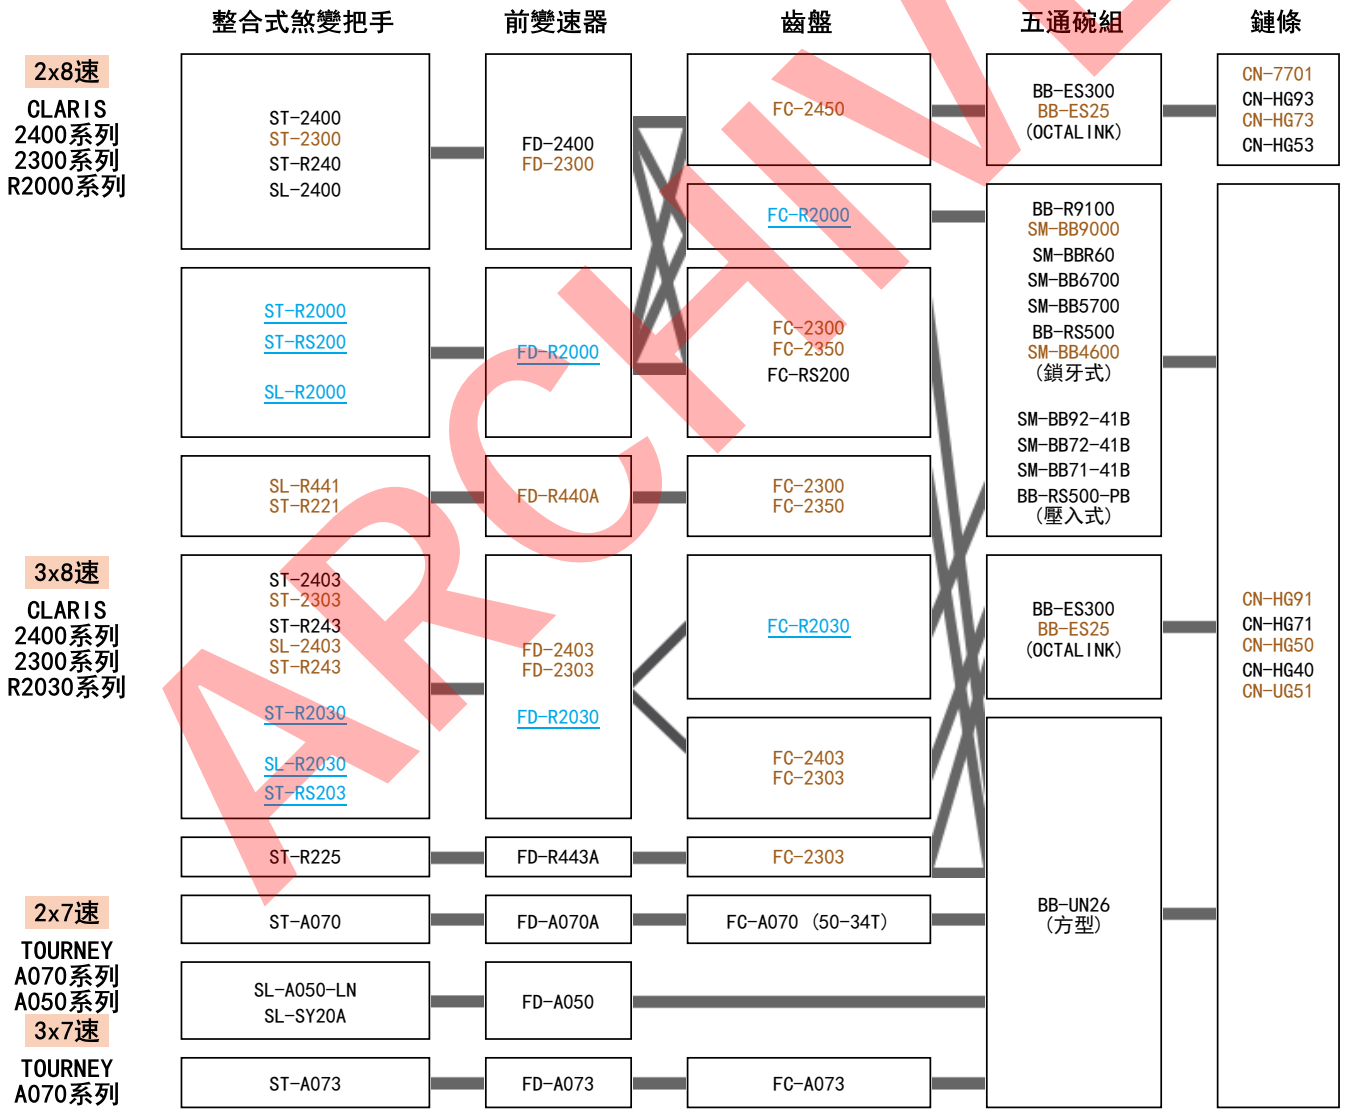 整合式煞變把手
前變速器
齒盤
五通碗組
鏈條
2x8速
CLARIS
2400系列
2300系列
R2000系列
ST-2400
ST-2300
ST-R240
SL-2400
FD-2400
FD-2300
FC-2450
BB-ES300
BB-ES25
(OCTALINK)
CN-7701
CN-HG93
CN-HG73
CN-HG53
FC-R2000
BB-R9100
SM-BB9000
SM-BBR60
SM-BB6700
SM-BB5700
BB-RS500
SM-BB4600
(鎖牙式)
SM-BB92-41B
SM-BB72-41B
SM-BB71-41B
BB-RS500-PB
(壓入式)
ST-R2000
ST-RS200
SL-R2000
FD-R2000
FC-2300
FC-2350
FC-RS200
SL-R441
ST-R221
FD-R440A
FC-2300
FC-2350
3x8速
CLARIS
2400系列
2300系列
R2030系列
ST-2403
ST-2303
ST-R243
SL-2403
ST-R243
ST-R2030
SL-R2030
ST-RS203
FD-2403
FD-2303
FD-R2030
FC-R2030
BB-ES300
BB-ES25
(OCTALINK)
CN-HG91
CN-HG71
CN-HG50
CN-HG40
CN-UG51
FC-2403
FC-2303
ST-R225
FD-R443A
FC-2303
2x7速
TOURNEY
A070系列
A050系列
ST-A070
FD-A070A
FC-A070 (50-34T)
BB-UN26
(方型)
SL-A050-LN
SL-SY20A
FD-A050
3x7速
TOURNEY
A070系列
ST-A073
FD-A073
FC-A073
ARCHIVE